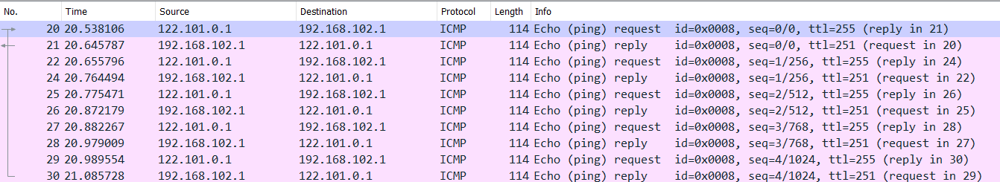 No. Time Source Destination Protocol Length Info
20 20.538106 122.101.0.1 192.168.102.1 ICMP 114 Echo (ping) request id=0x0008, seq=0/0, ttl=255 (reply in 21)
21 20.645787 192.168.102.1 122.101.0.1 ICMP 114 Echo (ping) reply id=0x0008, seq=0/0, ttl=251 (request in 20)
22 20.655796 122.101.0.1 192.168.102.1 ICMP 114 Echo (ping) request id=0x0008, seq=1/256, ttl=255 (reply in 24)
24 20.764494 192.168.102.1 122.101.0.1 ICMP 114 Echo (ping) reply id=0x0008, seq=1/256, ttl=251 (request in 22)
25 20.775471 122.101.0.1 192.168.102.1 ICMP 114 Echo (ping) request id=0x0008, seq=2/512, ttl=255 (reply in 26)
26 20.872179 192.168.102.1 122.101.0.1 ICMP 114 Echo (ping) reply id=0x0008, seq=2/512, ttl=251 (request in 25)
27 20.882267 122.101.0.1 192.168.102.1 ICMP 114 Echo (ping) request id=0x0008, seq=3/768, ttl=255 (reply in 28)
28 20.979009 192.168.102.1 122.101.0.1 ICMP 114 Echo (ping) reply id=0x0008, seq=3/768, ttl=251 (request in 27)
29 20.989554 122.101.0.1 192.168.102.1 ICMP 114 Echo (ping) request id=0x0008, seq=4/1024, ttl=255 (reply in 30)
30 21.085728 192.168.102.1 122.101.0.1 ICMP 114 Echo (ping) reply id=0x0008, seq=4/1024, ttl=251 (request in 29)